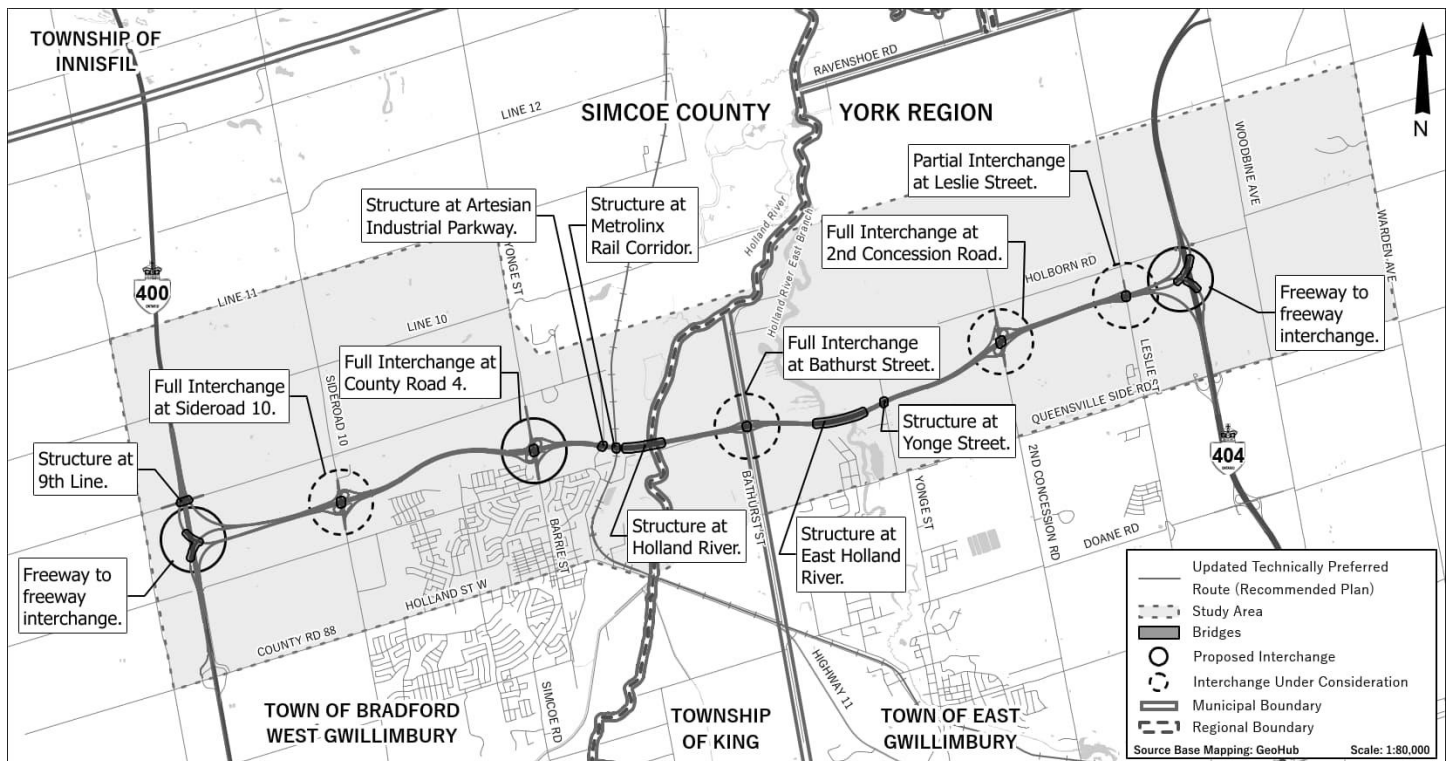 TOWNSHIP OF
INNISFIL
SIMCOE COUNTY
YORK REGION
RAVENSHOE RD
N
LINE 12
WOODBINE AVE
WARDEN AVE
Partial Interchange
at Leslie Street.
Structure at Artesian
Industrial Parkway.
Structure at
Metrolinx
Rail Corridor.
Holland River
Holland River East Branch
Full Interchange at
2nd Concession Road.
HOLBORN RD
YONGE ST
400
ONTARIO
LINE 11
LINE 10
Freeway to
freeway
interchange.
Full Interchange at
County Road 4.
Full Interchange
at Bathurst Street.
LESLIE ST
Full Interchange
at Sideroad 10.
SIDEROAD 10
QUEENSVILLE SIDE RD
Structure at
Yonge Street.
404
ONTARIO
Structure at
9th Line.
BARRIE ST
Structure at
Holland River.
BATHURST ST
Structure at
East Holland
River.
YONGE ST
2ND CONCESSION RD
DOANE RD
Freeway to
freeway
interchange.
HOLLAND ST W
COUNTY RD 88
SIMCOE RD
HIGHWAY 11
TOWN OF BRADFORD
WEST GWILLIMBURY
TOWNSHIP
OF KING
TOWN OF EAST
GWILLIMBURY
Updated Technically Preferred
Route (Recommended Plan)
Study Area
Bridges
Proposed Interchange
Interchange Under Consideration
Municipal Boundary
Regional Boundary
Source Base Mapping: GeoHub
Scale: 1:80,000